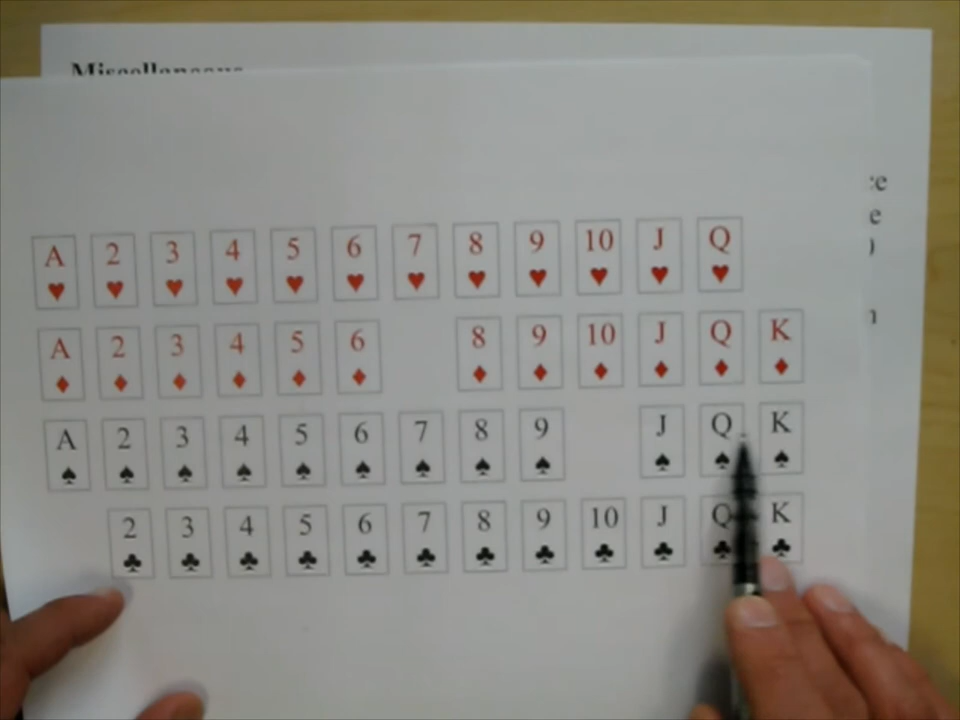 Miscellaneous
A 2 3 4 5 6 7 8 9 10 J Q
A 2 3 4 5 6 8 9 10 J Q K
A 2 3 4 5 6 7 8 9 J Q K
2 3 4 5 6 7 8 9 10 J Q K